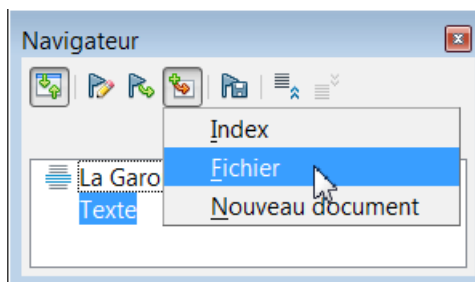 Navigateur
Index
Fichier
La Garo
Texte
Nouveau document